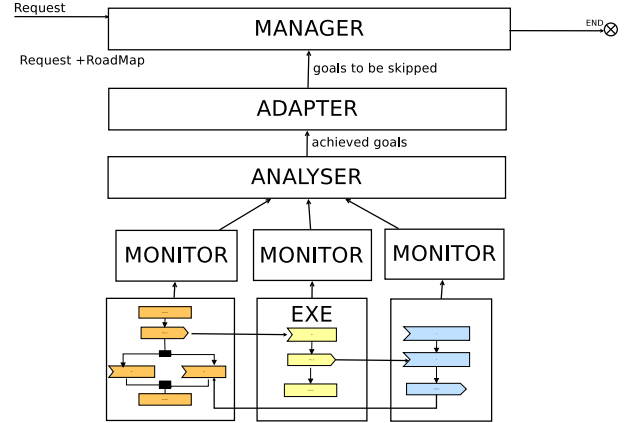 Request
MANAGER
END
Request +RoadMap
goals to be skipped
ADAPTER
achieved goals
ANALYSER
MONITOR
MONITOR
MONITOR
EXE